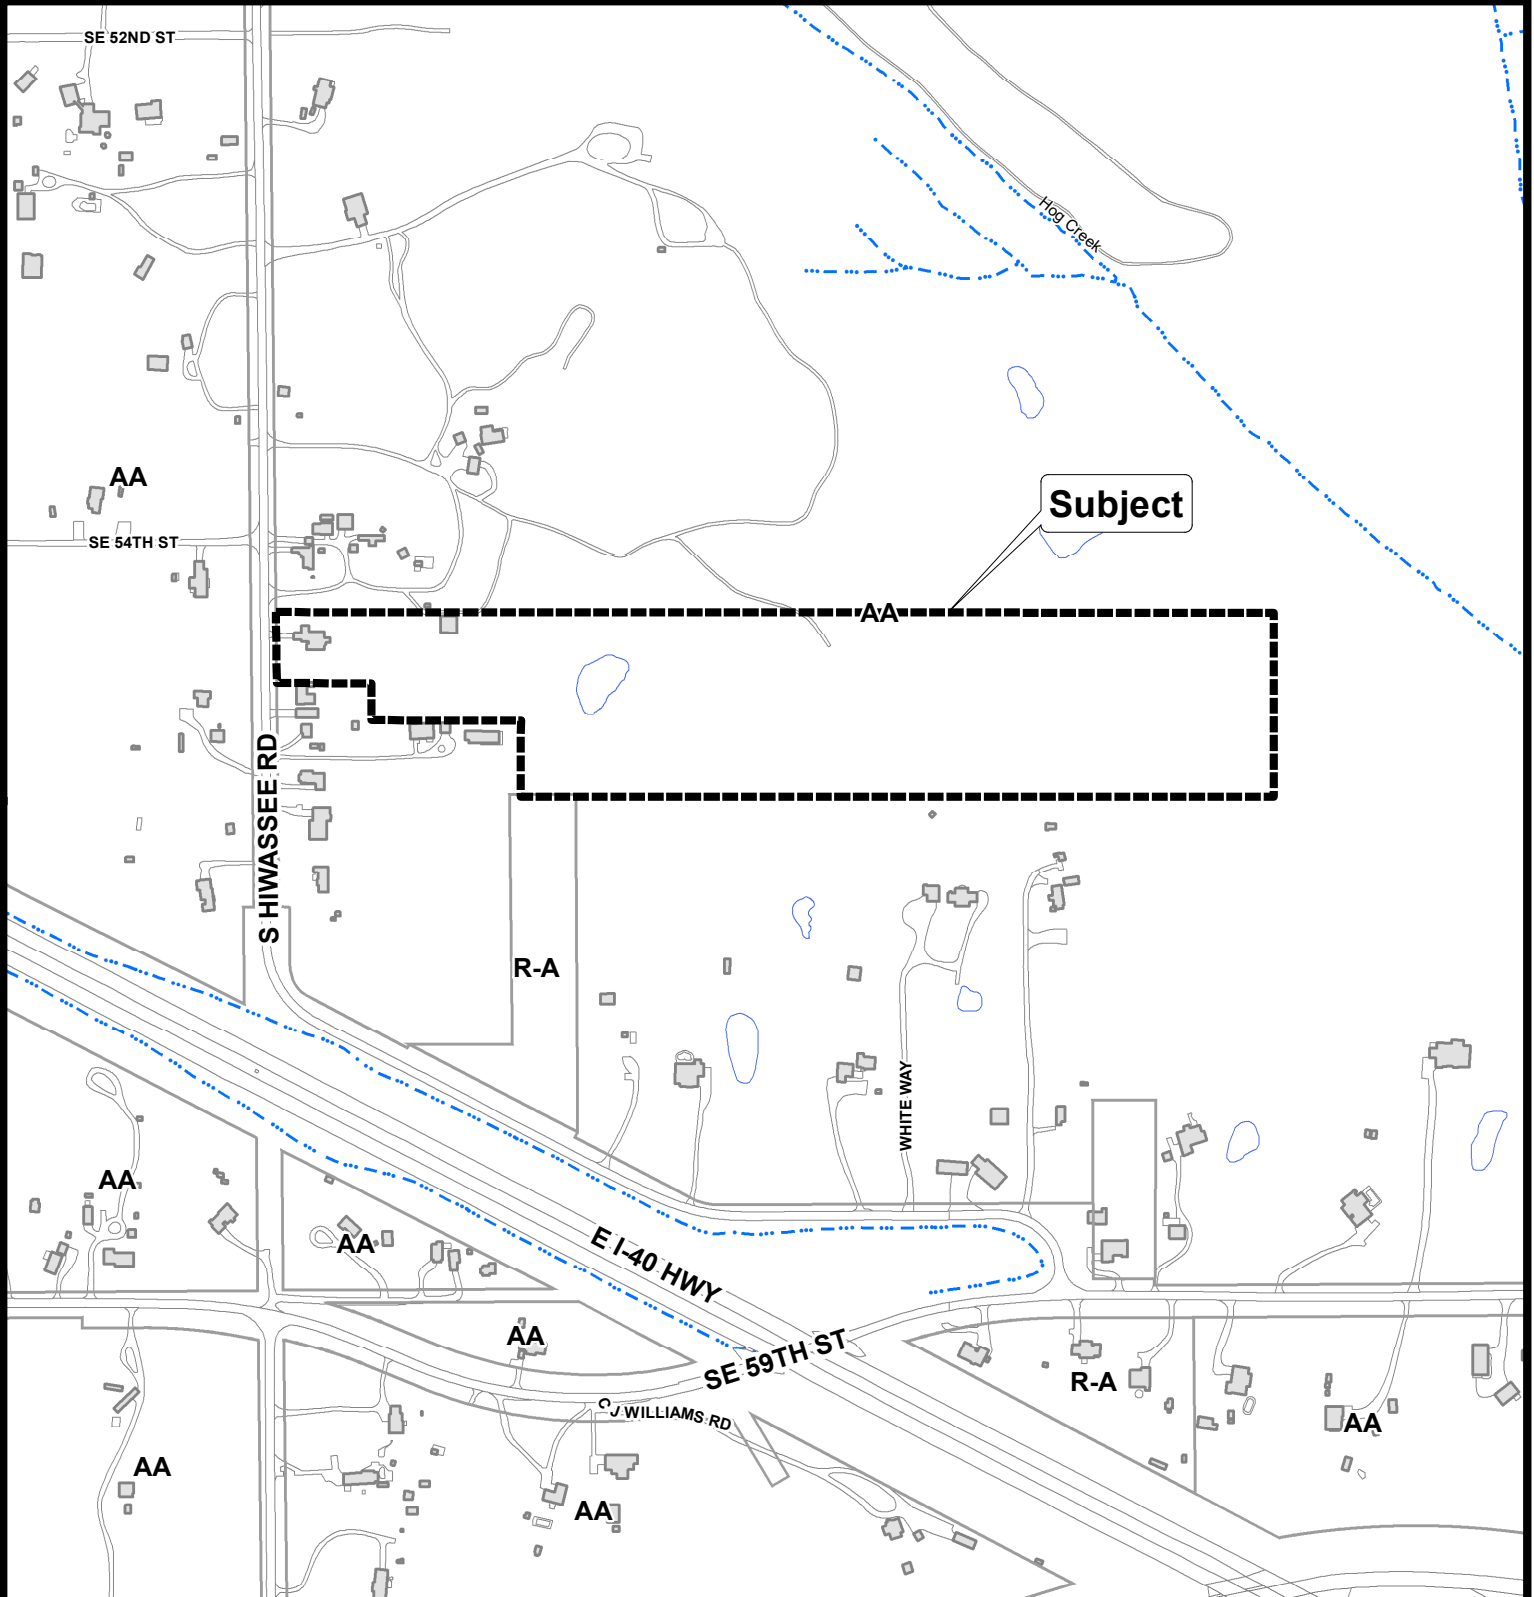 SE 52ND ST
Hog Creek
AA
Subject
SE 54TH ST
AA
S HIWASSEE RD
R-A
WHITE WAY
AA
AA
E I-40 HWY
AA
SE 59TH ST
R-A
C J WILLIAMS RD
AA
AA
AA